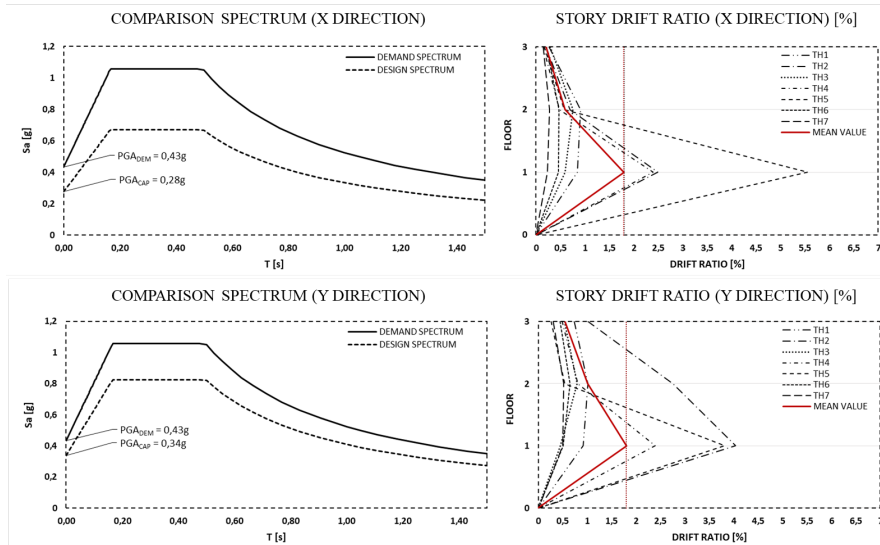 COMPARISON SPECTRUM (X DIRECTION)
1,2
1
0,8
0,6
0,4
0,2
0
Sa [g]
DEMAND SPECTRUM
DESIGN SPECTRUM
PGADEM = 0,43g
PGACAP = 0,28g
0,00 0,20 0,40 0,60 0,80 1,00 1,20 1,40
T [s]
STORY DRIFT RATIO (X DIRECTION) [%]
3
2
1
0
FLOOR
TH1
TH2
TH3
TH4
TH5
TH6
TH7
MEAN VALUE
0 0,5 1 1,5 2 2,5 3 3,5 4 4,5 5 5,5 6 6,5 7
DRIFT RATIO [%]
COMPARISON SPECTRUM (Y DIRECTION)
1,2
1
0,8
0,6
0,4
0,2
0
Sa [g]
DEMAND SPECTRUM
DESIGN SPECTRUM
PGADEM = 0,43g
PGACAP = 0,34g
0,00 0,20 0,40 0,60 0,80 1,00 1,20 1,40
T [s]
STORY DRIFT RATIO (Y DIRECTION) [%]
3
2
1
0
FLOOR
TH1
TH2
TH3
TH4
TH5
TH6
TH7
MEAN VALUE
0 0,5 1 1,5 2 2,5 3 3,5 4 4,5 5 5,5 6 6,5 7
DRIFT RATIO [%]